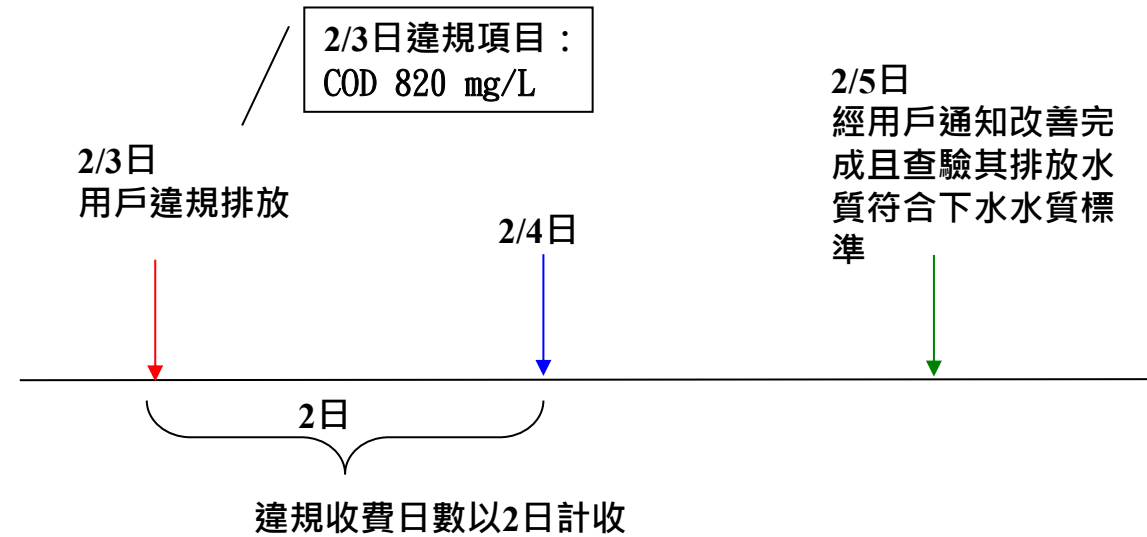 2/3日違規項目：
COD 820 mg/L
2/3日
用戶違規排放
2/4日
2/5日
經用戶通知改善完
成且查驗其排放水
質符合下水水質標
準
2日
違規收費日數以2日計收